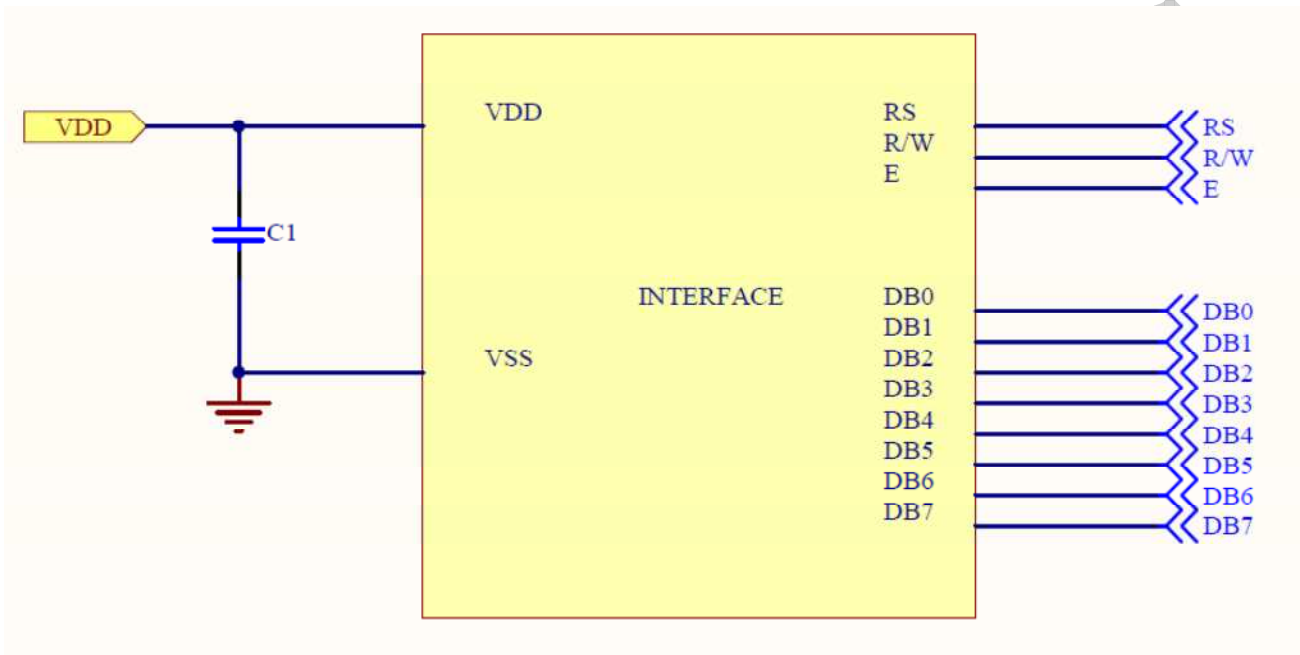 VDD
VDD
C1
VSS
INTERFACE
RS
R/W
E
DB0
DB1
DB2
DB3
DB4
DB5
DB6
DB7
RS
R/W
E
DB0
DB1
DB2
DB3
DB4
DB5
DB6
DB7